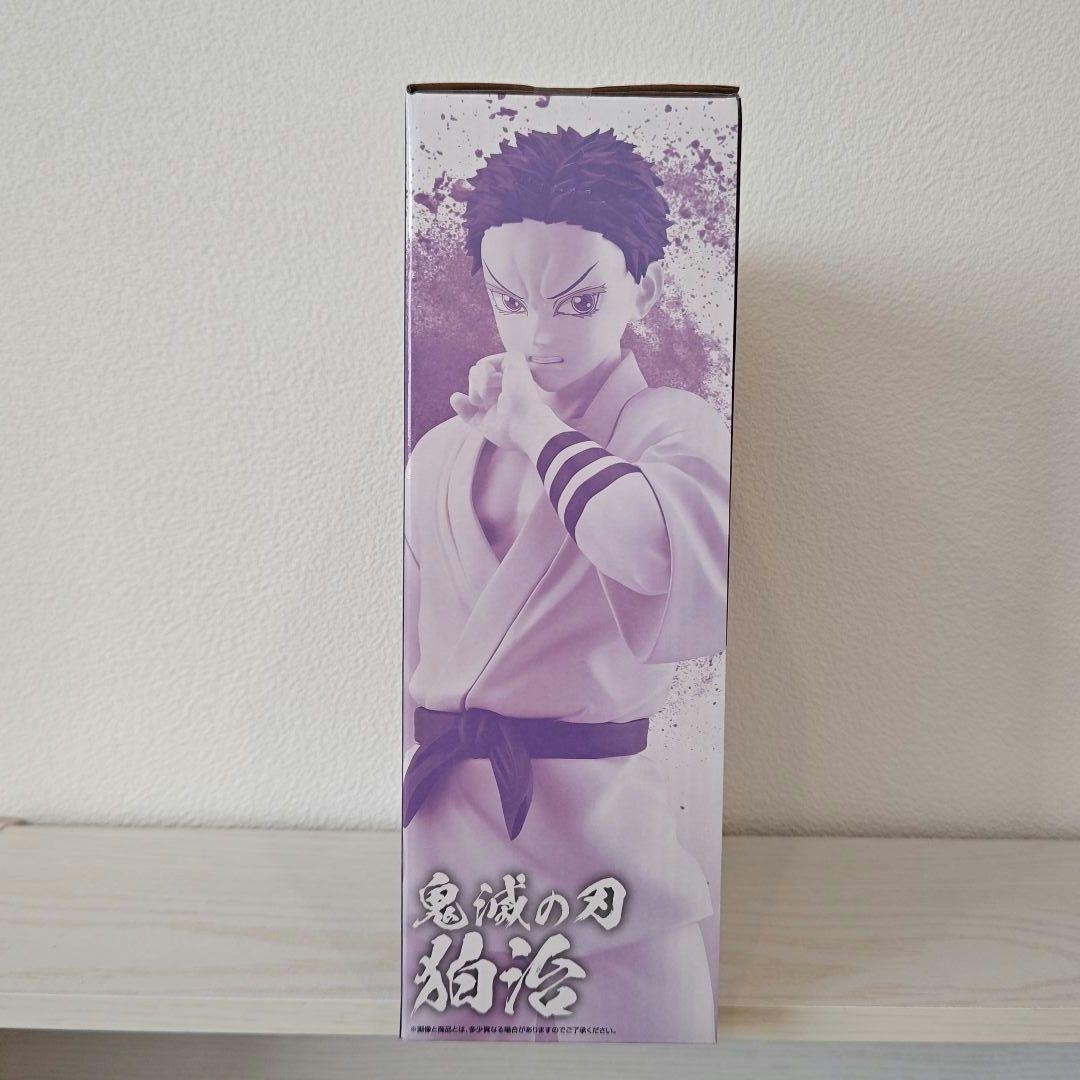 鬼滅の刃
狛治
※画像と商品とは、多少異なる場合がありますのでご了承ください。